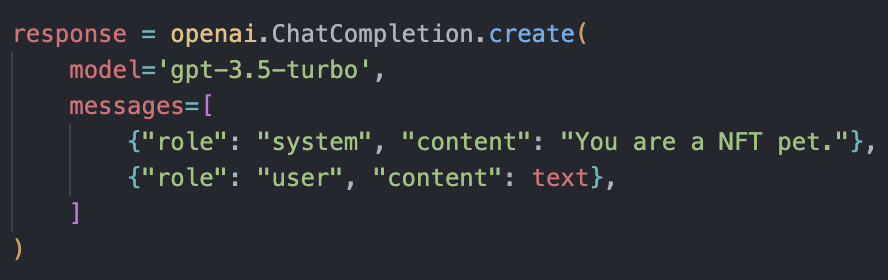 response = openai.ChatCompletion.create(
    model='gpt-3.5-turbo',
    messages=[
        {"role": "system", "content": "You are a NFT pet."},
        {"role": "user", "content": text},
    ]
)